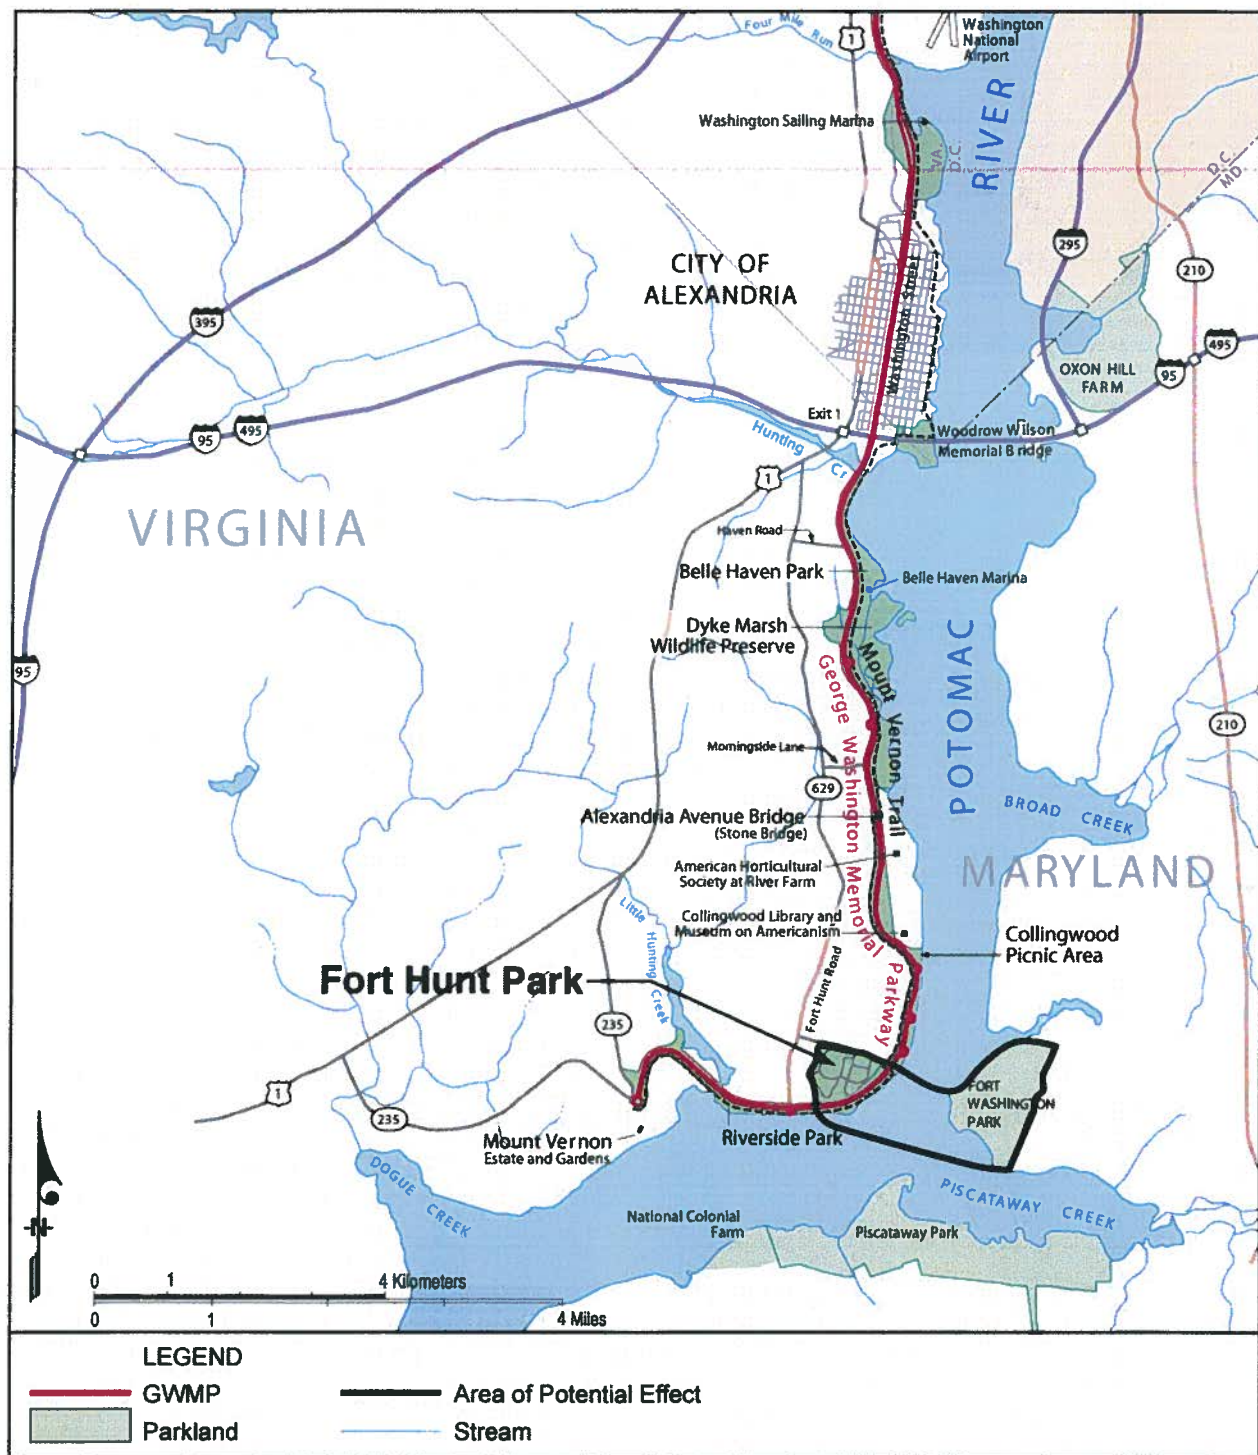 Four Mile Run
1
Washington
National
Airport
Washington Sailing Marina
RIVER
VA.
D.C.
D.C.
MD
CITY OF
ALEXANDRIA
Washington Street
295
210
395
495
95
OXON HILL
FARM
Exit 1
95
495
Hunting Cr
Woodrow Wilson
Memorial Bridge
1
VIRGINIA
Haven Road
Belle Haven Park
Belle Haven Marina
Dyke Marsh
Wildlife Preserve
95
Mount Vernon Trail
George Washington Memorial Parkway
POTOMAC
210
Morningside Lane
629
BROAD CREEK
Alexandria Avenue Bridge
(Stone Bridge)
American Horticultural
Society at River Farm
MARYLAND
Little Hunting Creek
Collingwood Library and
Museum on Americanism
Collingwood
Picnic Area
Fort Hunt Park
Fort Hunt Road
235
1
235
FORT
WASHINGTON
PARK
Mount Vernon
Estate and Gardens
Riverside Park
DOGUE
CREEK
PISCATAWAY CREEK
National Colonial
Farm
Piscataway Park
N
0 1 4 Kilometers
0 1 4 Miles
LEGEND
GWMP
Area of Potential Effect
Parkland
Stream